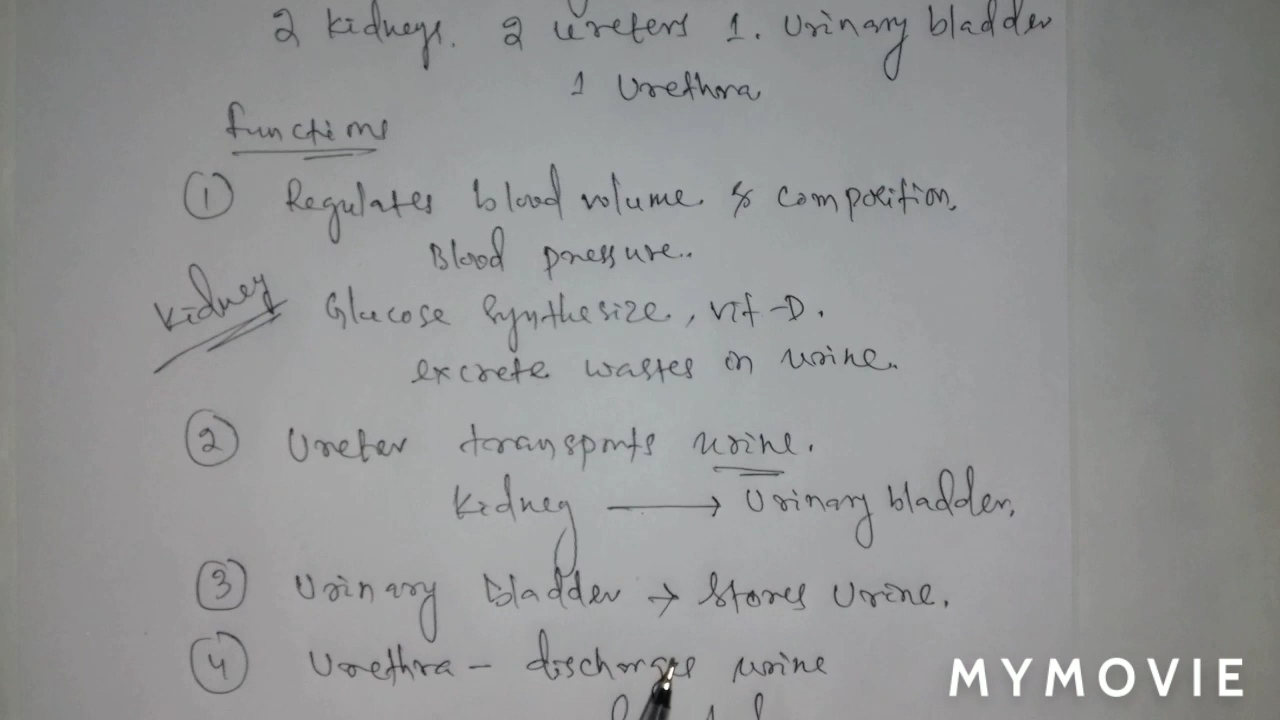 2 kidneys. 2 Ureters 1. Urinary bladder
1 Urethra
functions
① Regulates blood volume & composition,
Blood pressure.
Kidney Glucose Synthesize, Vit-D.
excrete wastes in urine.
② Ureter transports urine.
Kidney → Urinary bladder,
③ Urinary Bladder → Stores Urine.
④ Urethra - discharge urine
MYMOVIE